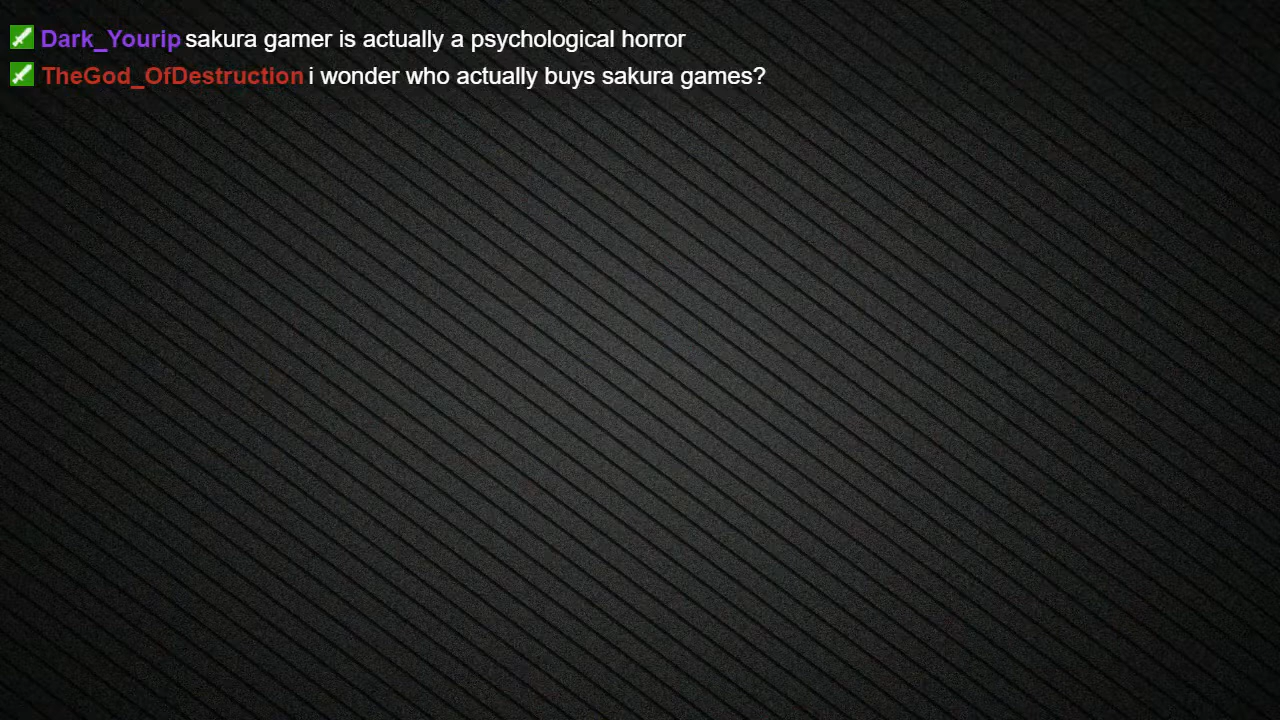 Dark_Yourip sakura gamer is actually a psychological horror
TheGod_OfDestruction i wonder who actually buys sakura games?